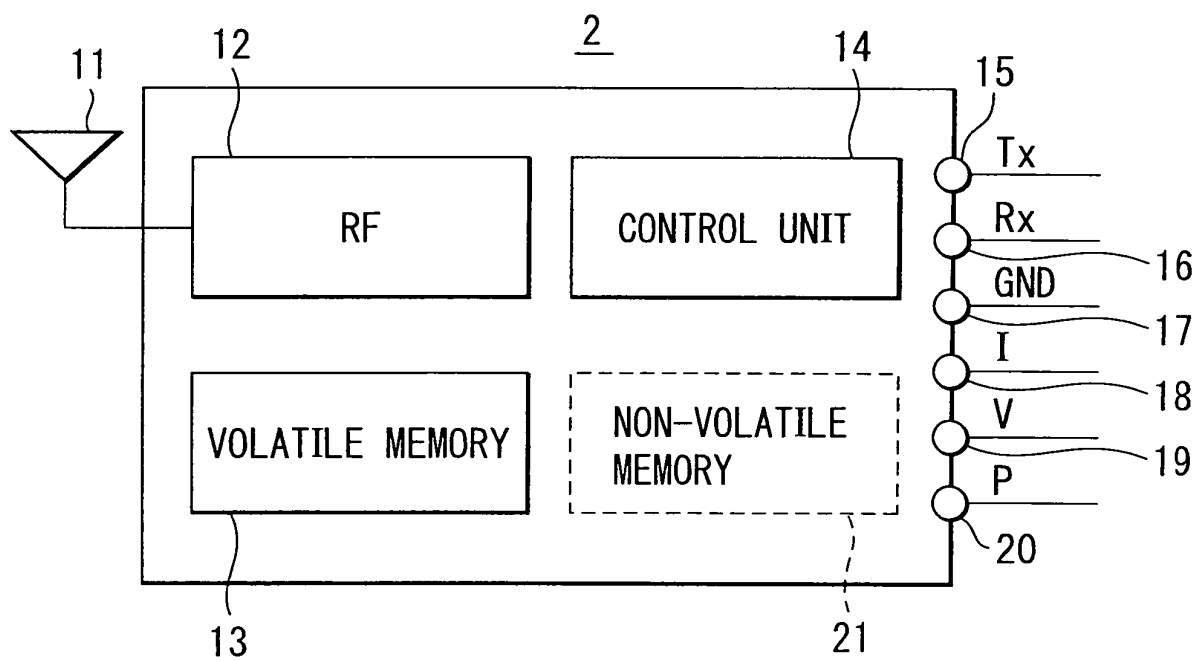 2
11
12
14
15
Tx
RF
CONTROL UNIT
Rx
16
GND
17
I
18
VOLATILE MEMORY
NON-VOLATILE
MEMORY
V
19
P
20
13
21